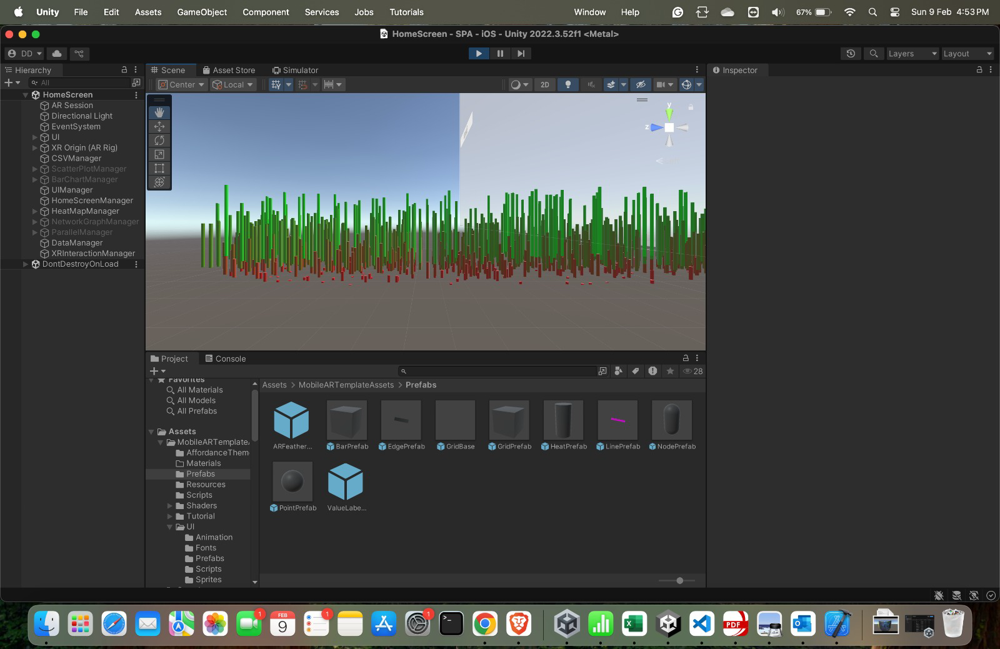 Unity File Edit Assets GameObject Component Services Jobs Tutorials Window Help 67% Sun 9 Feb 4:53 PM
HomeScreen - SPA - iOS - Unity 2022.3.52f1 <Metal>
DD Layers Layout
Hierarchy
All
HomeScreen
AR Session
Directional Light
EventSystem
UI
XR Origin (AR Rig)
CSVManager
ScatterPlotManager
BarChartManager
UIManager
HomeScreenManager
HeatMapManager
NetworkGraphManager
ParallelManager
DataManager
XRInteractionManager
DontDestroyOnLoad
Scene Asset Store Simulator
Center Local 2D
y
z
Inspector
Project Console
28
Favorites
All Materials
All Models
All Prefabs
Assets
MobileARTemplate
AffordanceThem
Materials
Prefabs
Resources
Scripts
Shaders
Tutorial
UI
Animation
Fonts
Prefabs
Scripts
Sprites
Assets > MobileARTemplateAssets > Prefabs
ARFeather... BarPrefab EdgePrefab GridBase GridPrefab HeatPrefab LinePrefab NodePrefab
PointPrefab ValueLabe...
1 FEB 9 1 1 >_ PDF